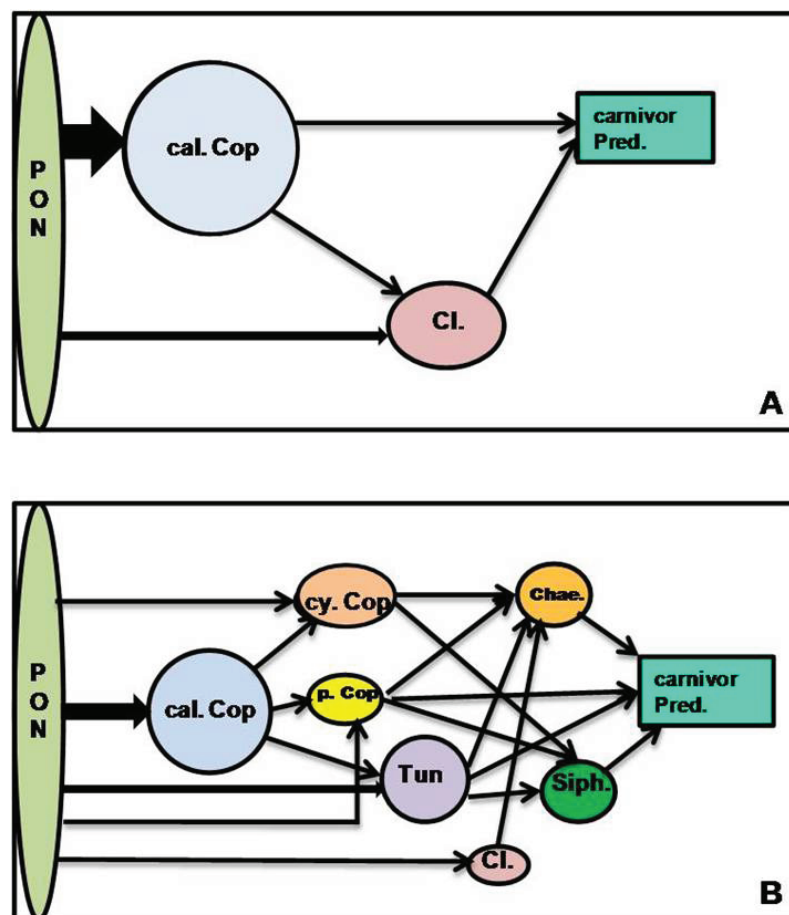 P
O
N
cal. Cop
carnivor
Pred.
Cl.
A
P
O
N
cy. Cop
Chae.
cal. Cop
p. Cop
carnivor
Pred.
Tun
Siph.
Cl.
B